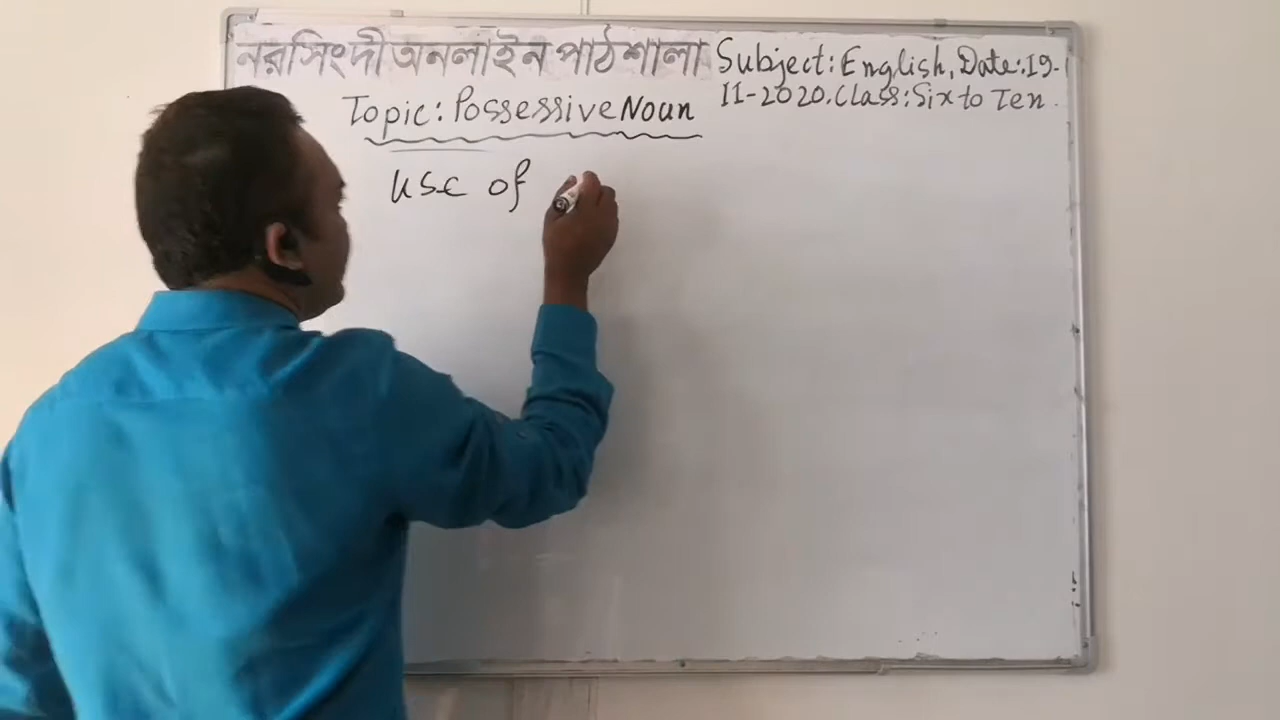 নরসিংদী অনলাইন পাঠশালা
Subject: English, Date: 19-
11-2020. Class: Six to Ten.
Topic: Possessive Noun
use of